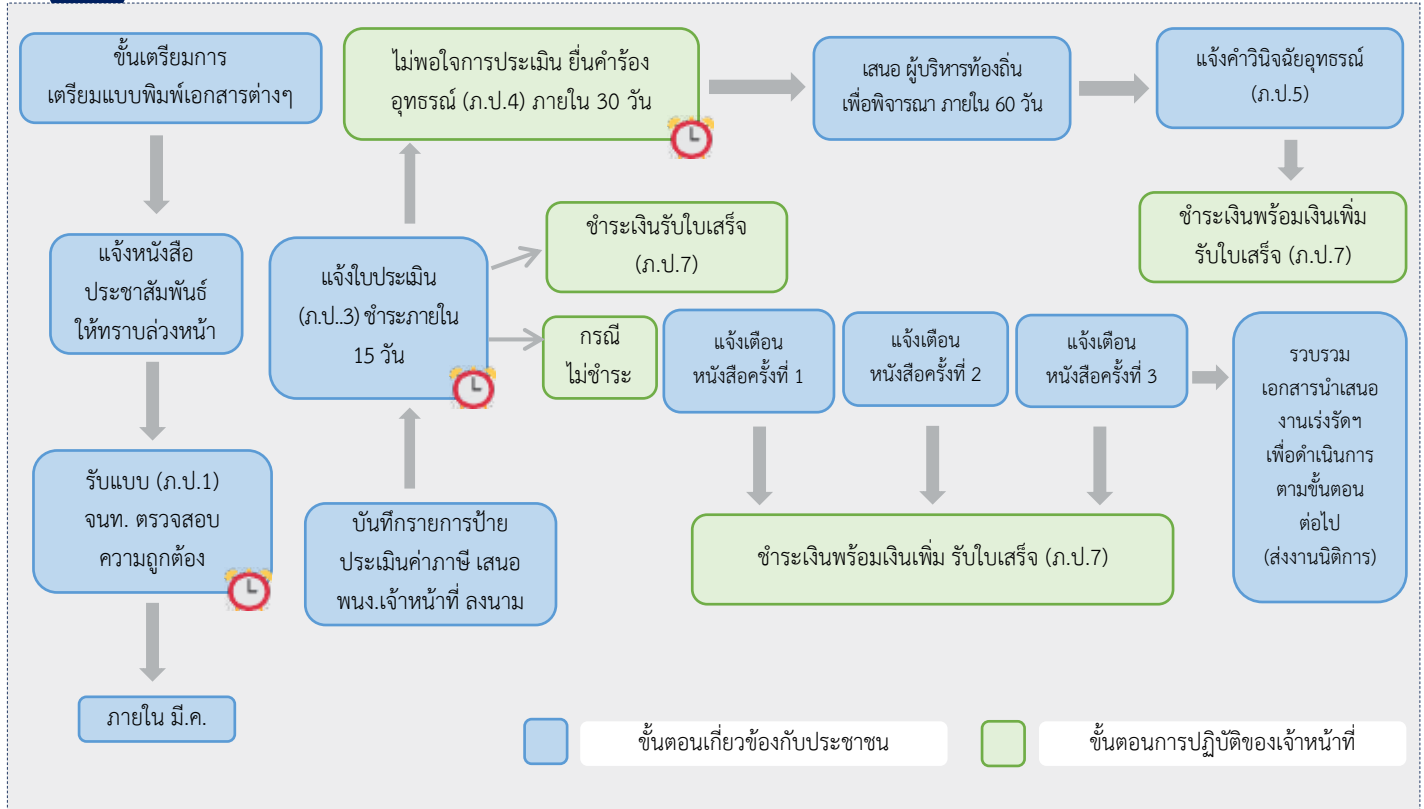 ขั้นเตรียมการ
เตรียมแบบพิมพ์เอกสารต่างๆ
ไม่พอใจการประเมิน ยื่นคำร้อง
อุทธรณ์ (ภ.ป.4) ภายใน 30 วัน
เสนอ ผู้บริหารท้องถิ่น
เพื่อพิจารณา ภายใน 60 วัน
แจ้งคำวินิจฉัยอุทธรณ์
(ภ.ป.5)
แจ้งหนังสือ
ประชาสัมพันธ์
ให้ทราบล่วงหน้า
แจ้งใบประเมิน
(ภ.ป..3) ชำระภายใน
15 วัน
ชำระเงินรับใบเสร็จ
(ภ.ป.7)
ชำระเงินพร้อมเงินเพิ่ม
รับใบเสร็จ (ภ.ป.7)
กรณี
ไม่ชำระ
แจ้งเตือน
หนังสือครั้งที่ 1
แจ้งเตือน
หนังสือครั้งที่ 2
แจ้งเตือน
หนังสือครั้งที่ 3
รวบรวม
เอกสารนำเสนอ
งานเร่งรัดฯ
เพื่อดำเนินการ
ตามขั้นตอน
ต่อไป
(ส่งงานนิติการ)
รับแบบ (ภ.ป.1)
จนท. ตรวจสอบ
ความถูกต้อง
บันทึกรายการป้าย
ประเมินค่าภาษี เสนอ
พนง.เจ้าหน้าที่ ลงนาม
ชำระเงินพร้อมเงินเพิ่ม รับใบเสร็จ (ภ.ป.7)
ภายใน มี.ค.
ขั้นตอนเกี่ยวข้องกับประชาชน
ขั้นตอนการปฏิบัติของเจ้าหน้าที่